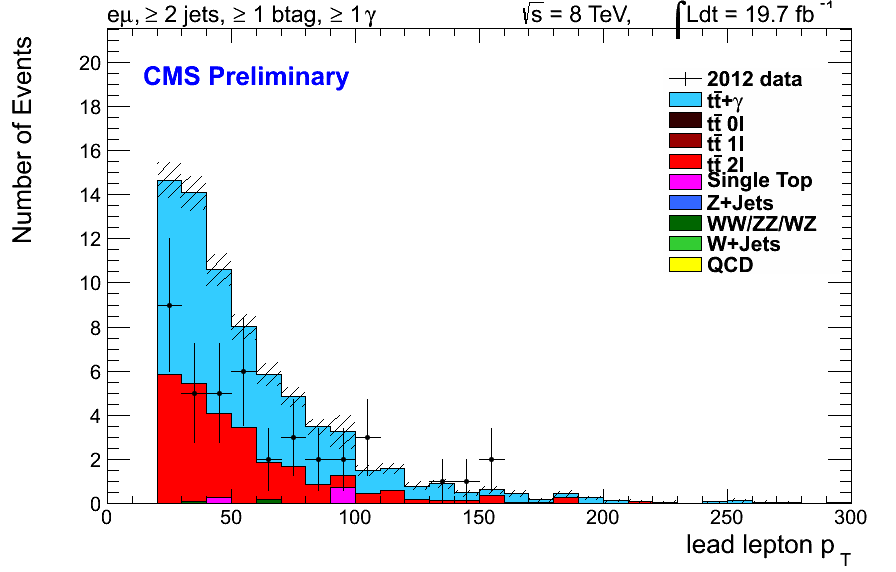 eμ, ≥ 2 jets, ≥ 1 btag, ≥ 1 γ √s = 8 TeV, ∫Ldt = 19.7 fb⁻¹
CMS Preliminary
2012 data
tt̄+γ
tt̄ 0l
tt̄ 1l
tt̄ 2l
Single Top
Z+Jets
WW/ZZ/WZ
W+Jets
QCD
Number of Events
20
18
16
14
12
10
8
6
4
2
0
0 50 100 150 200 250 300
lead lepton p_T